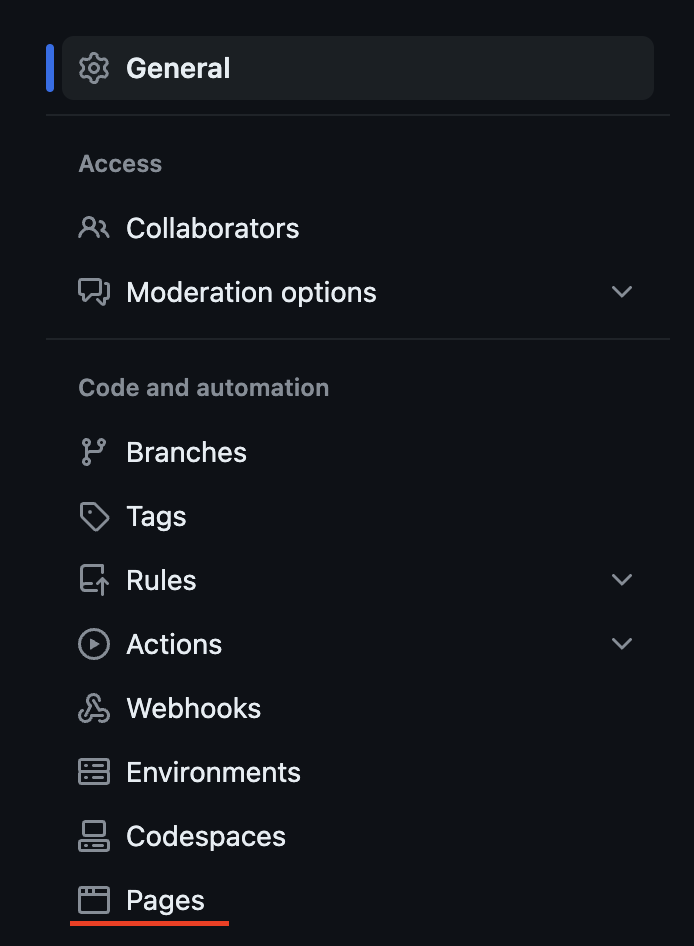 General
Access
Collaborators
Moderation options
Code and automation
Branches
Tags
Rules
Actions
Webhooks
Environments
Codespaces
Pages